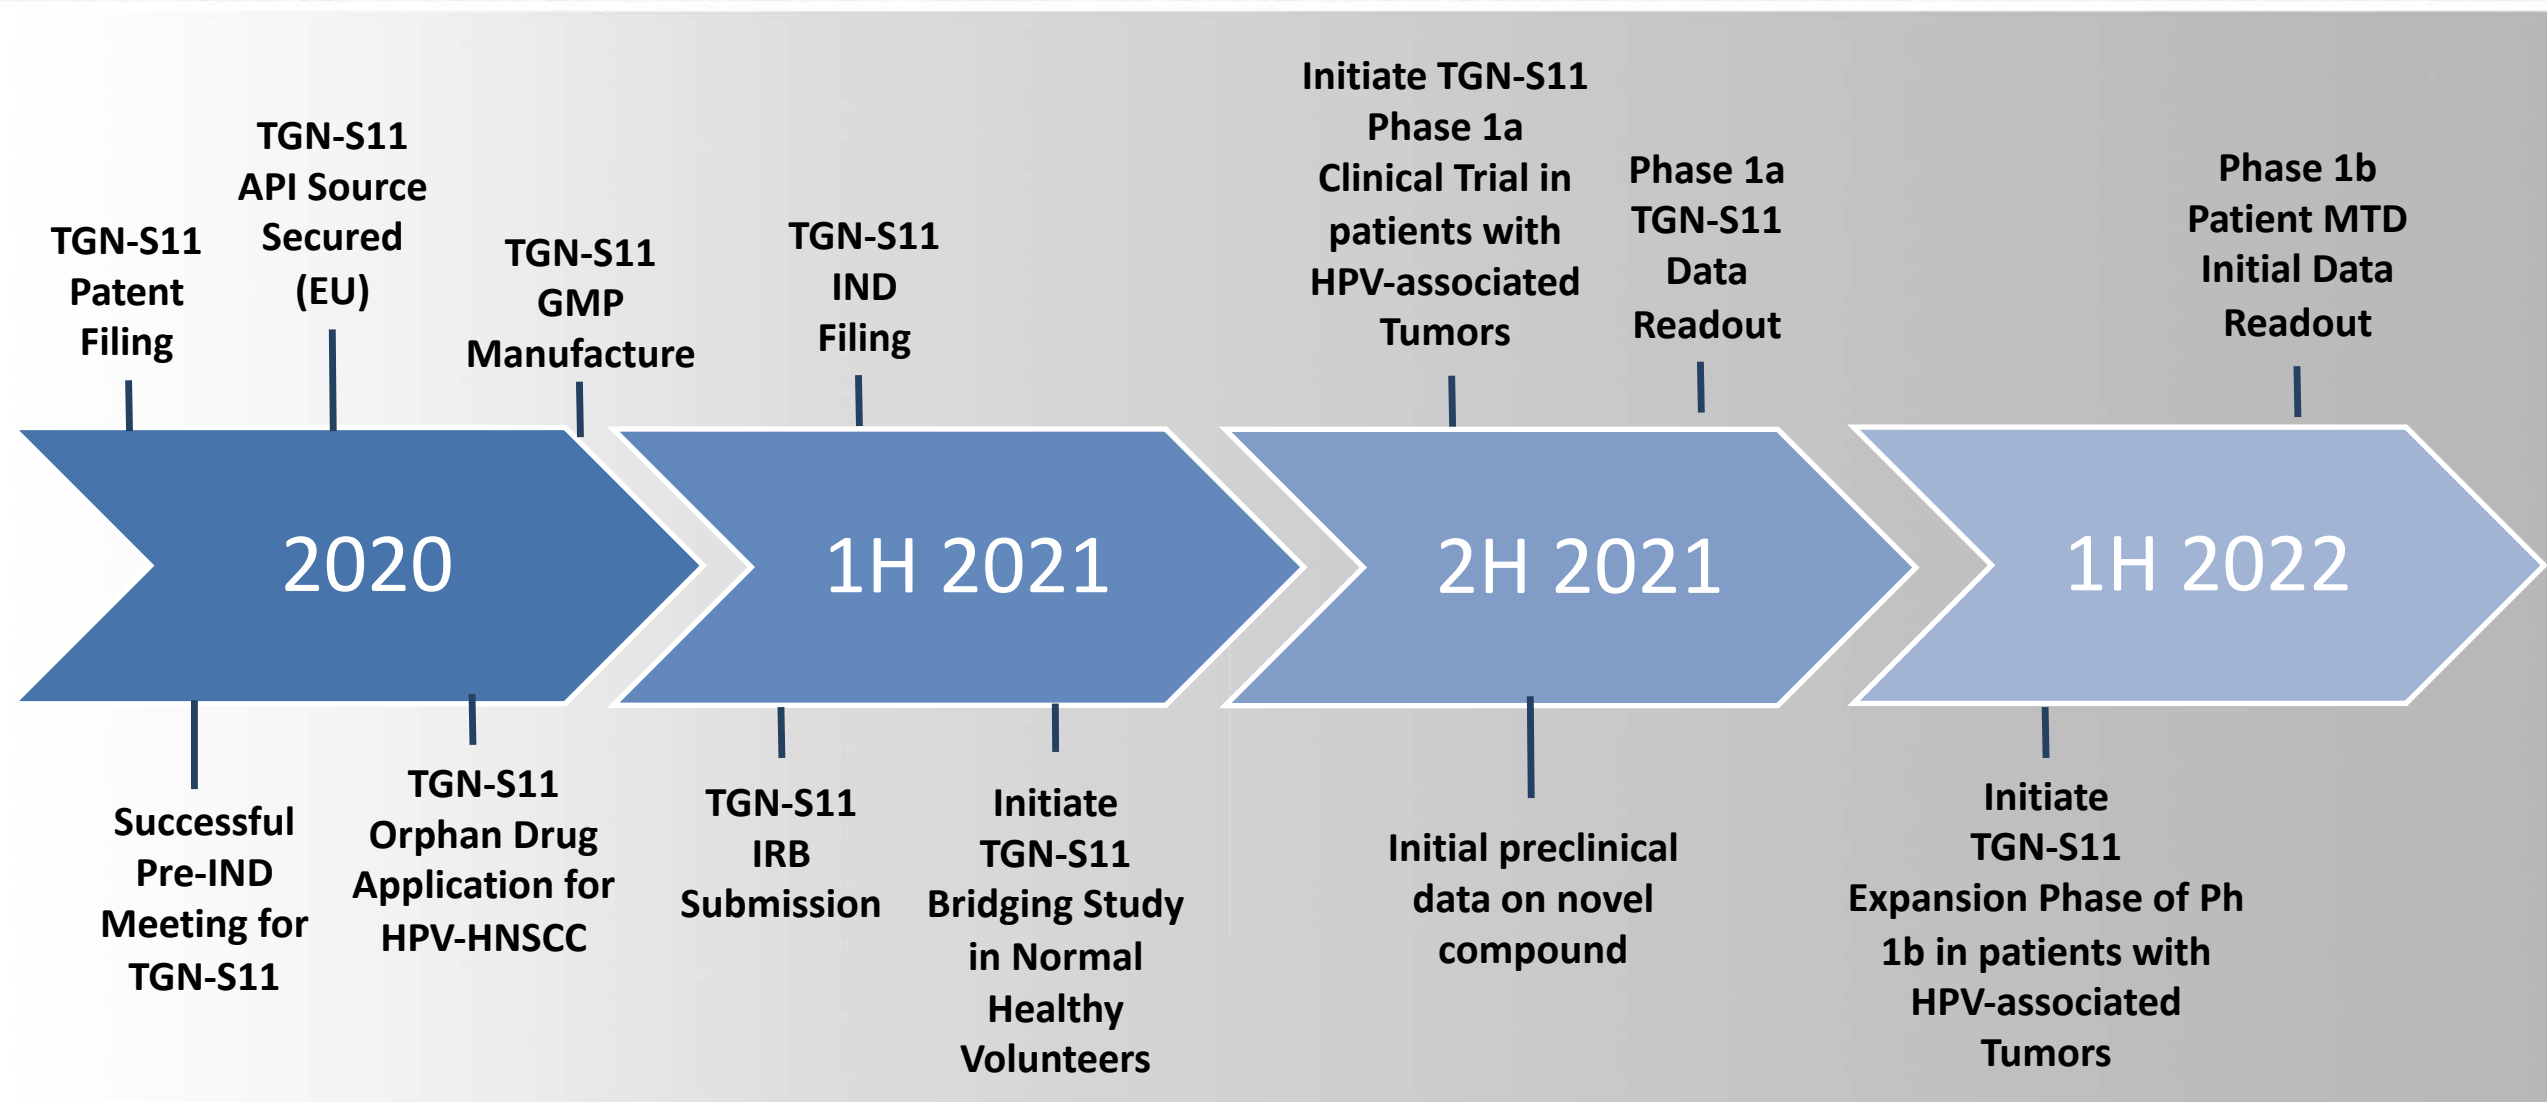 TGN-S11
Patent
Filing
TGN-S11
API Source
Secured
(EU)
TGN-S11
GMP
Manufacture
TGN-S11
IND
Filing
Initiate TGN-S11
Phase 1a
Clinical Trial in
patients with
HPV-associated
Tumors
Phase 1a
TGN-S11
Data
Readout
Phase 1b
Patient MTD
Initial Data
Readout
2020
1H 2021
2H 2021
1H 2022
Successful
Pre-IND
Meeting for
TGN-S11
TGN-S11
Orphan Drug
Application for
HPV-HNSCC
TGN-S11
IRB
Submission
Initiate
TGN-S11
Bridging Study
in Normal
Healthy
Volunteers
Initial preclinical
data on novel
compound
Initiate
TGN-S11
Expansion Phase of Ph
1b in patients with
HPV-associated
Tumors